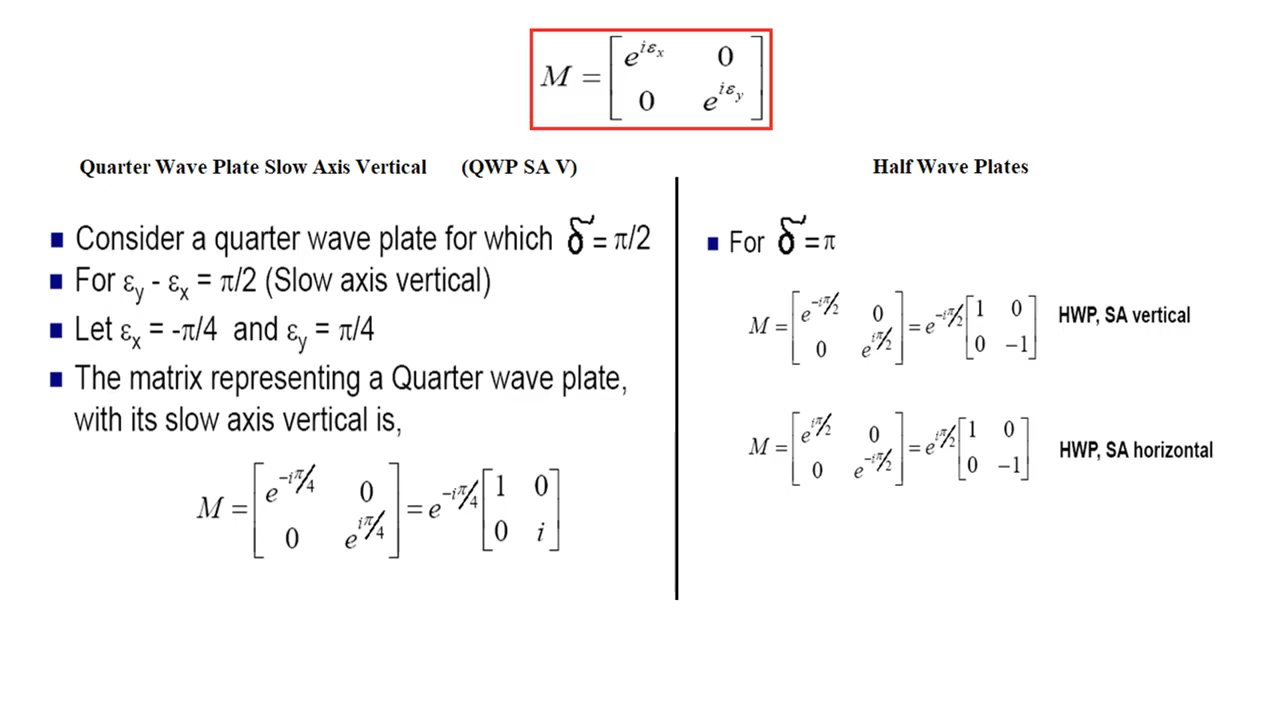 M = [ e^{iε_x} 0 ; 0 e^{iε_y} ]
Quarter Wave Plate Slow Axis Vertical (QWP SA V)
■ Consider a quarter wave plate for which δ̃ = π/2
■ For ε_y - ε_x = π/2 (Slow axis vertical)
■ Let ε_x = -π/4 and ε_y = π/4
■ The matrix representing a Quarter wave plate,
with its slow axis vertical is,
M = [ e^{-iπ/4} 0 ; 0 e^{iπ/4} ] = e^{-iπ/4} [ 1 0 ; 0 i ]
Half Wave Plates
■ For δ̃ = π
M = [ e^{-iπ/2} 0 ; 0 e^{iπ/2} ] = e^{-iπ/2} [ 1 0 ; 0 -1 ] HWP, SA vertical
M = [ e^{iπ/2} 0 ; 0 e^{-iπ/2} ] = e^{iπ/2} [ 1 0 ; 0 -1 ] HWP, SA horizontal